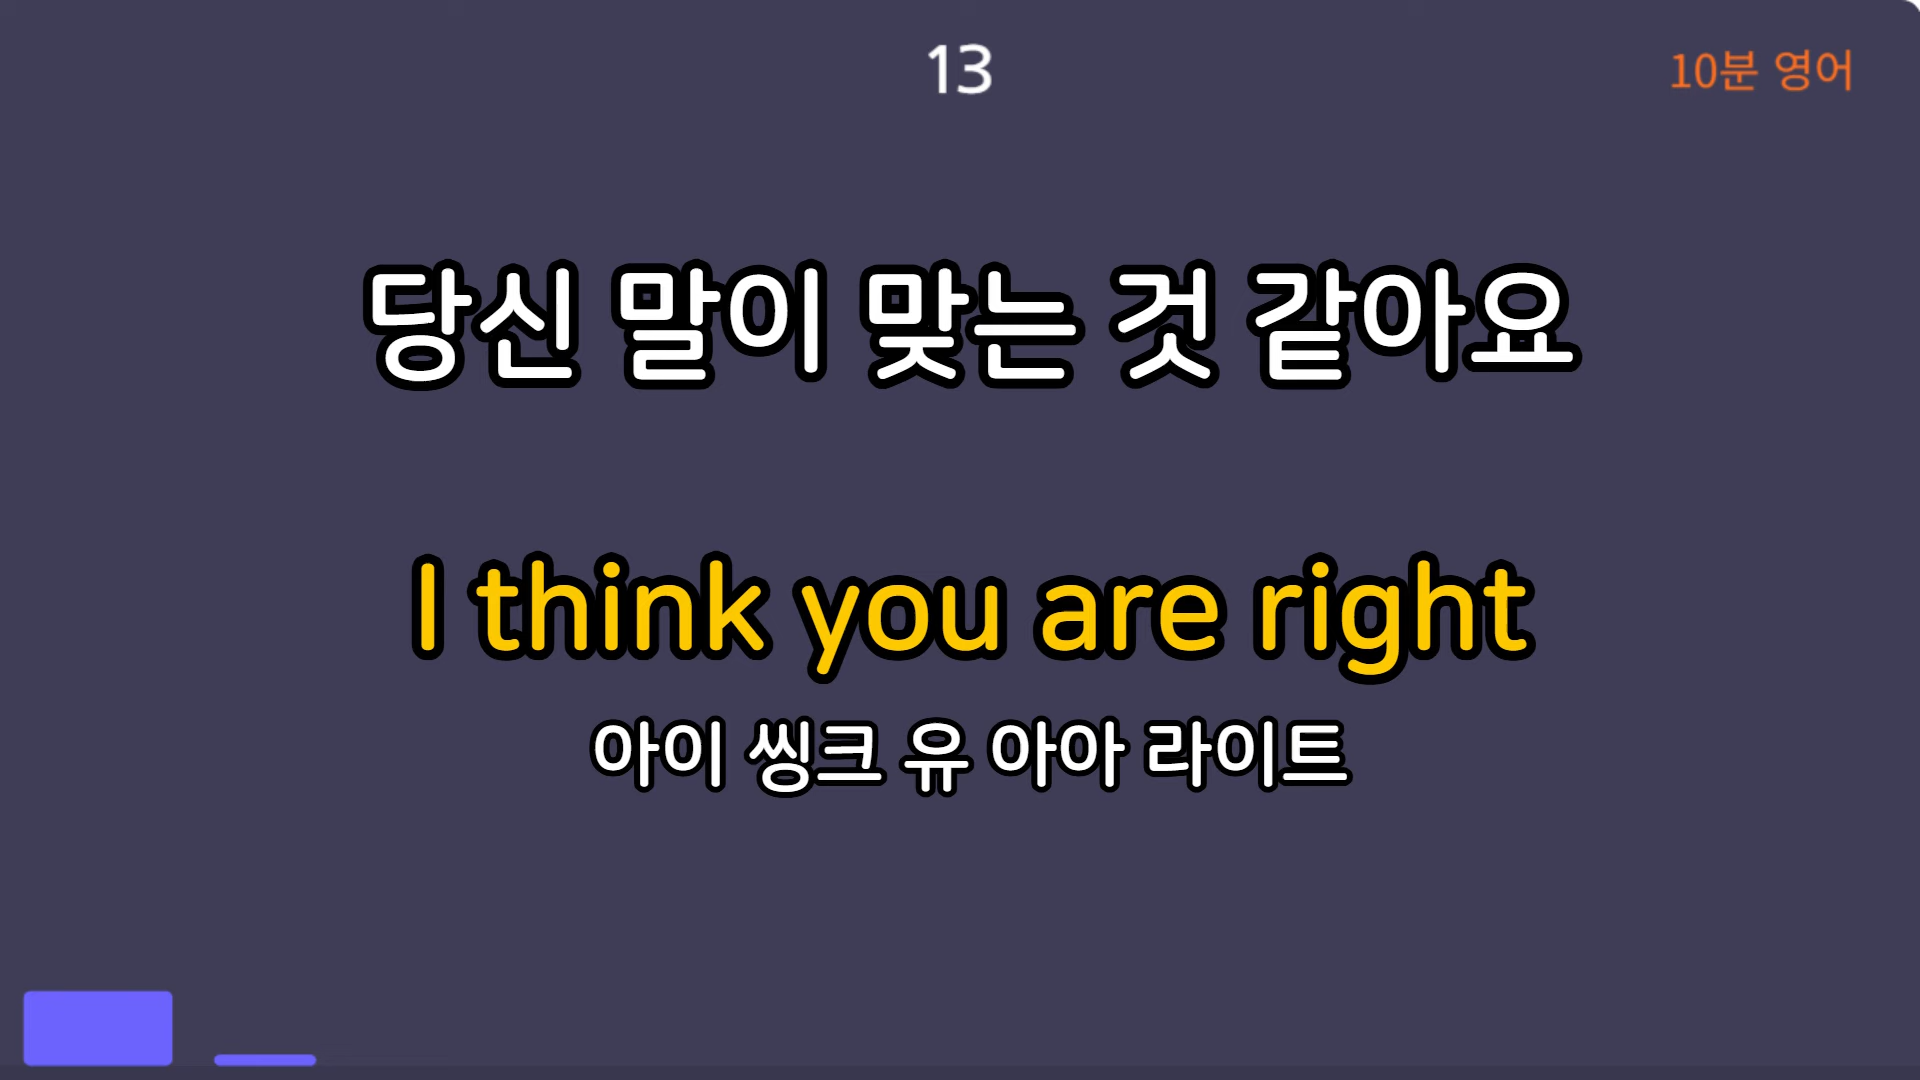 13
10분 영어
당신 말이 맞는 것 같아요
I think you are right
아이 씽크 유 아아 라이트